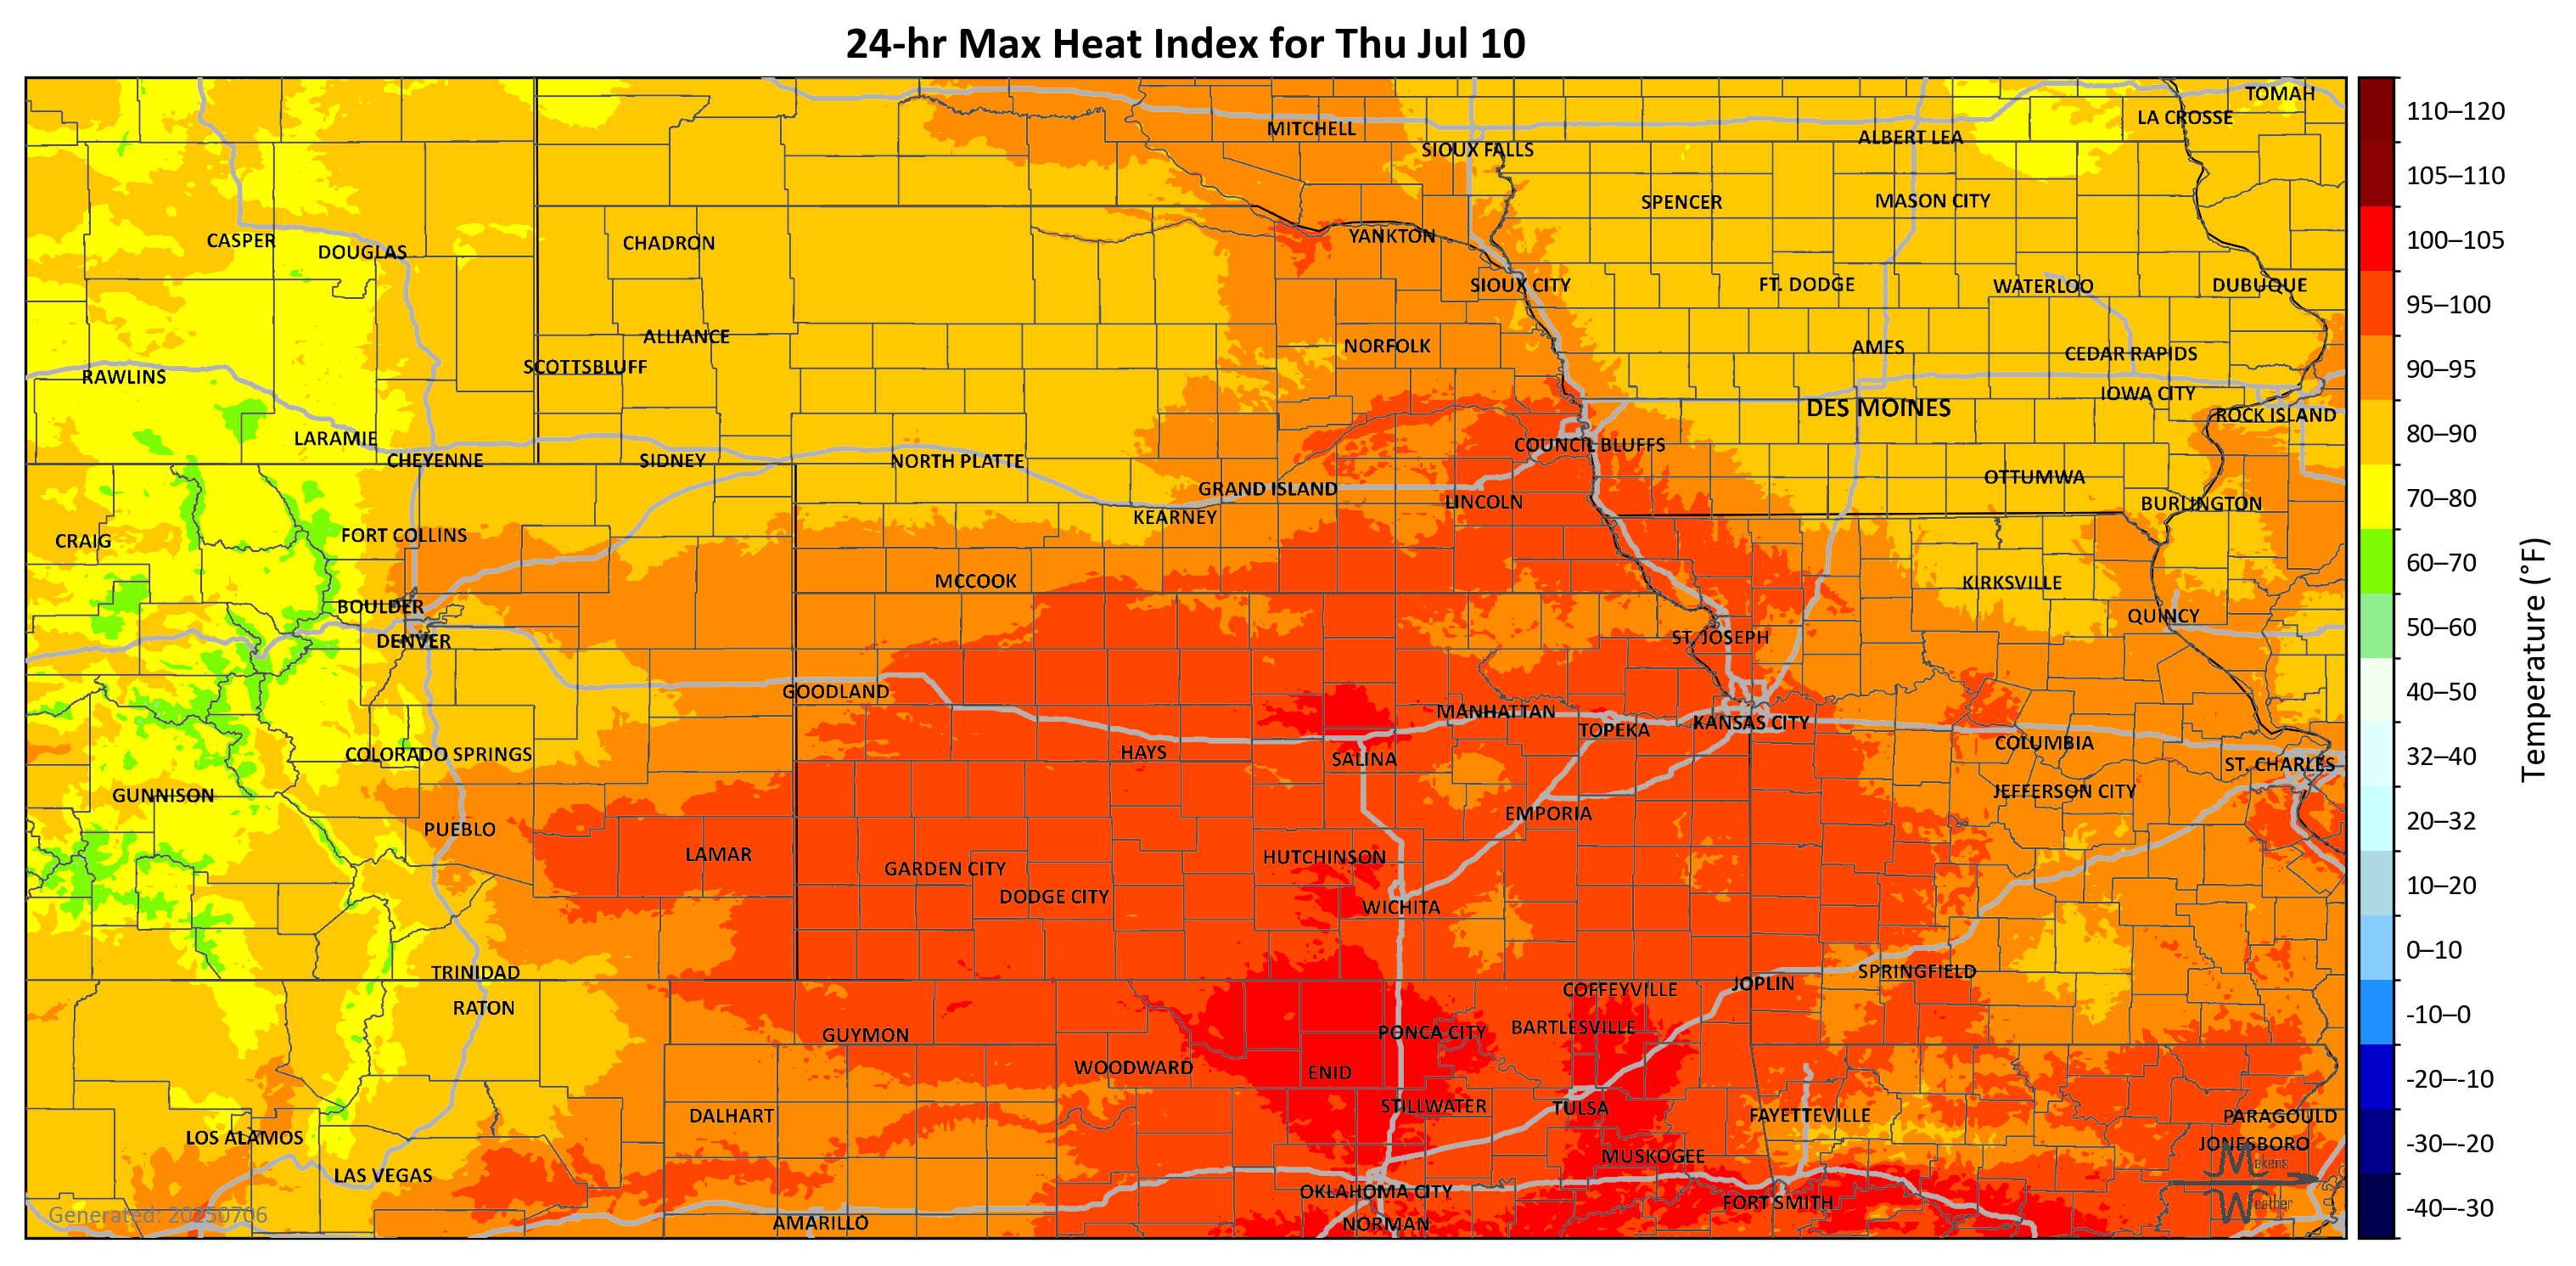 24-hr Max Heat Index for Thu Jul 10
TOMAH
LA CROSSE
MITCHELL
ALBERT LEA
SIOUX FALLS
SPENCER
MASON CITY
YANKTON
CASPER
CHADRON
DOUGLAS
SIOUX CITY
FT. DODGE
WATERLOO
DUBUQUE
ALLIANCE
NORFOLK
AMES
CEDAR RAPIDS
SCOTTSBLUFF
RAWLINS
IOWA CITY
DES MOINES
ROCK ISLAND
LARAMIE
COUNCIL BLUFFS
CHEYENNE
SIDNEY
NORTH PLATTE
OTTUMWA
GRAND ISLAND
LINCOLN
BURLINGTON
KEARNEY
FORT COLLINS
CRAIG
MCCOOK
KIRKSVILLE
BOULDER
QUINCY
DENVER
ST. JOSEPH
GOODLAND
MANHATTAN
KANSAS CITY
TOPEKA
COLUMBIA
HAYS
COLORADO SPRINGS
SALINA
ST. CHARLES
JEFFERSON CITY
GUNNISON
EMPORIA
PUEBLO
LAMAR
HUTCHINSON
GARDEN CITY
DODGE CITY
WICHITA
TRINIDAD
SPRINGFIELD
JOPLIN
COFFEYVILLE
RATON
BARTLESVILLE
PONCA CITY
GUYMON
WOODWARD
ENID
STILLWATER
TULSA
DALHART
FAYETTEVILLE
PARAGOULD
LOS ALAMOS
JONESBORO
MUSKOGEE
LAS VEGAS
OKLAHOMA CITY
FORT SMITH
AMARILLO
NORMAN
Generated: 20250706
Makens
Weather
110–120
105–110
100–105
95–100
90–95
80–90
70–80
60–70
50–60
40–50
32–40
20–32
10–20
0–10
-10–0
-20–-10
-30–-20
-40–-30
Temperature (°F)